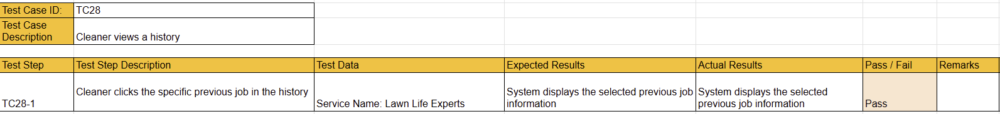 Test Case ID: TC28
Test Case
Description Cleaner views a history
Test Step Test Step Description Test Data Expected Results Actual Results Pass / Fail Remarks
Cleaner clicks the specific previous job in the history System displays the selected previous job System displays the selected
TC28-1 Service Name: Lawn Life Experts information previous job information Pass